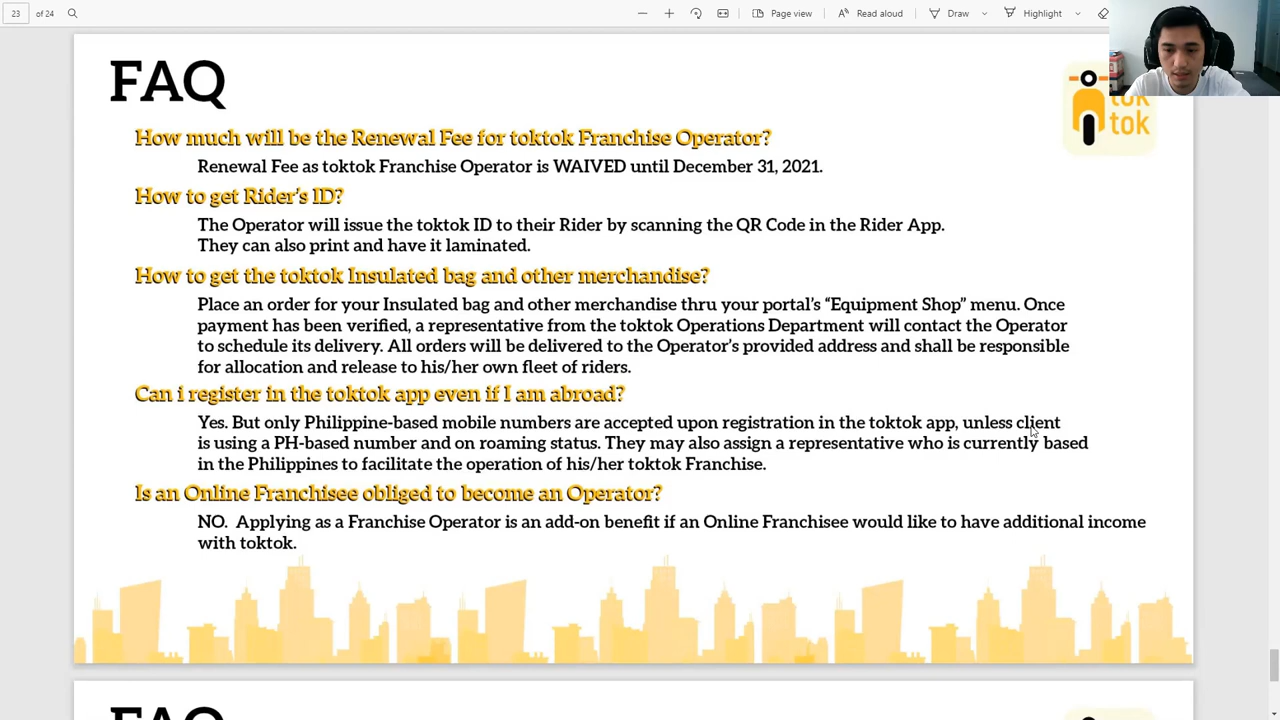 23 of 24
Page view
Read aloud
Draw
Highlight
FAQ
tok
tok
How much will be the Renewal Fee for toktok Franchise Operator?
Renewal Fee as toktok Franchise Operator is WAIVED until December 31, 2021.
How to get Rider's ID?
The Operator will issue the toktok ID to their Rider by scanning the QR Code in the Rider App.
They can also print and have it laminated.
How to get the toktok Insulated bag and other merchandise?
Place an order for your Insulated bag and other merchandise thru your portal's “Equipment Shop” menu. Once
payment has been verified, a representative from the toktok Operations Department will contact the Operator
to schedule its delivery. All orders will be delivered to the Operator's provided address and shall be responsible
for allocation and release to his/her own fleet of riders.
Can i register in the toktok app even if I am abroad?
Yes. But only Philippine-based mobile numbers are accepted upon registration in the toktok app, unless client
is using a PH-based number and on roaming status. They may also assign a representative who is currently based
in the Philippines to facilitate the operation of his/her toktok Franchise.
Is an Online Franchisee obliged to become an Operator?
NO. Applying as a Franchise Operator is an add-on benefit if an Online Franchisee would like to have additional income
with toktok.
FAQ